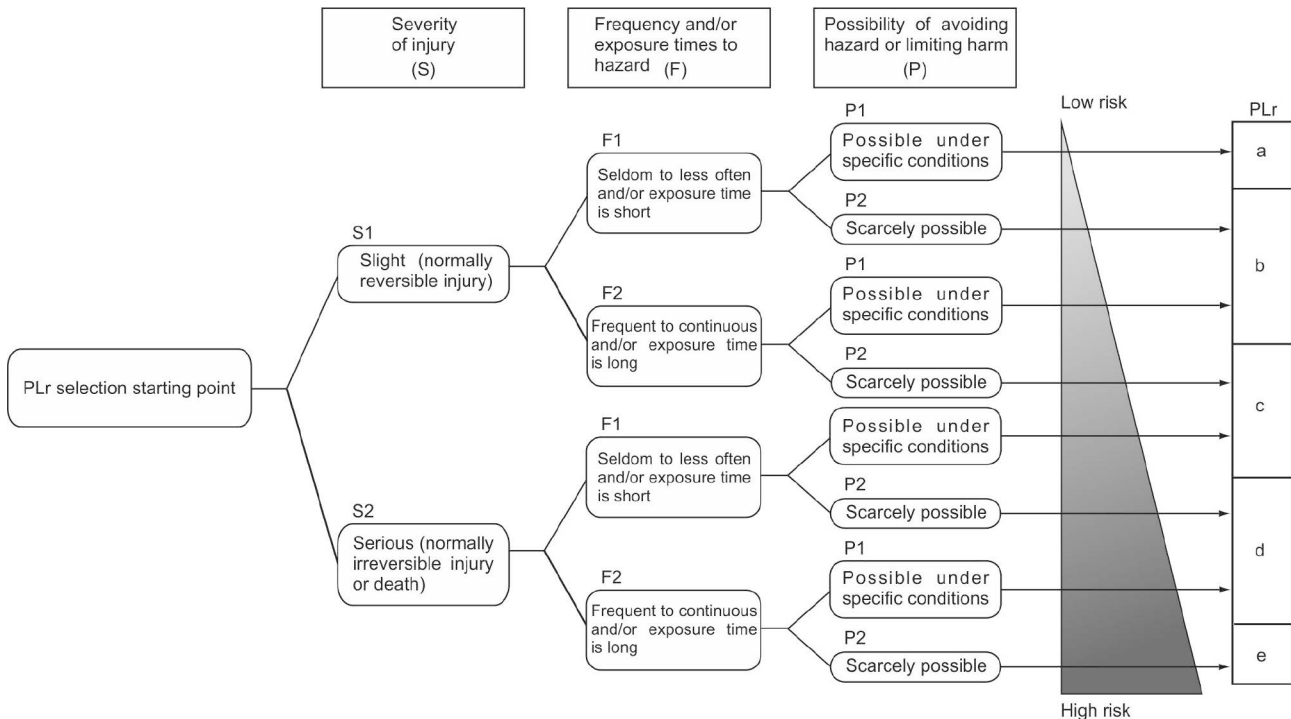 Severity
of injury
(S)
Frequency and/or
exposure times to
hazard (F)
Possibility of avoiding
hazard or limiting harm
(P)
Low risk
PLr
P1
Possible under
specific conditions
a
F1
Seldom to less often
and/or exposure time
is short
P2
Scarcely possible
S1
Slight (normally
reversible injury)
b
P1
Possible under
specific conditions
F2
Frequent to continuous
and/or exposure time
is long
P2
Scarcely possible
PLr selection starting point
c
F1
Seldom to less often
and/or exposure time
is short
Possible under
specific conditions
P2
Scarcely possible
S2
Serious (normally
irreversible injury
or death)
d
P1
Possible under
specific conditions
F2
Frequent to continuous
and/or exposure time
is long
P2
Scarcely possible
e
High risk